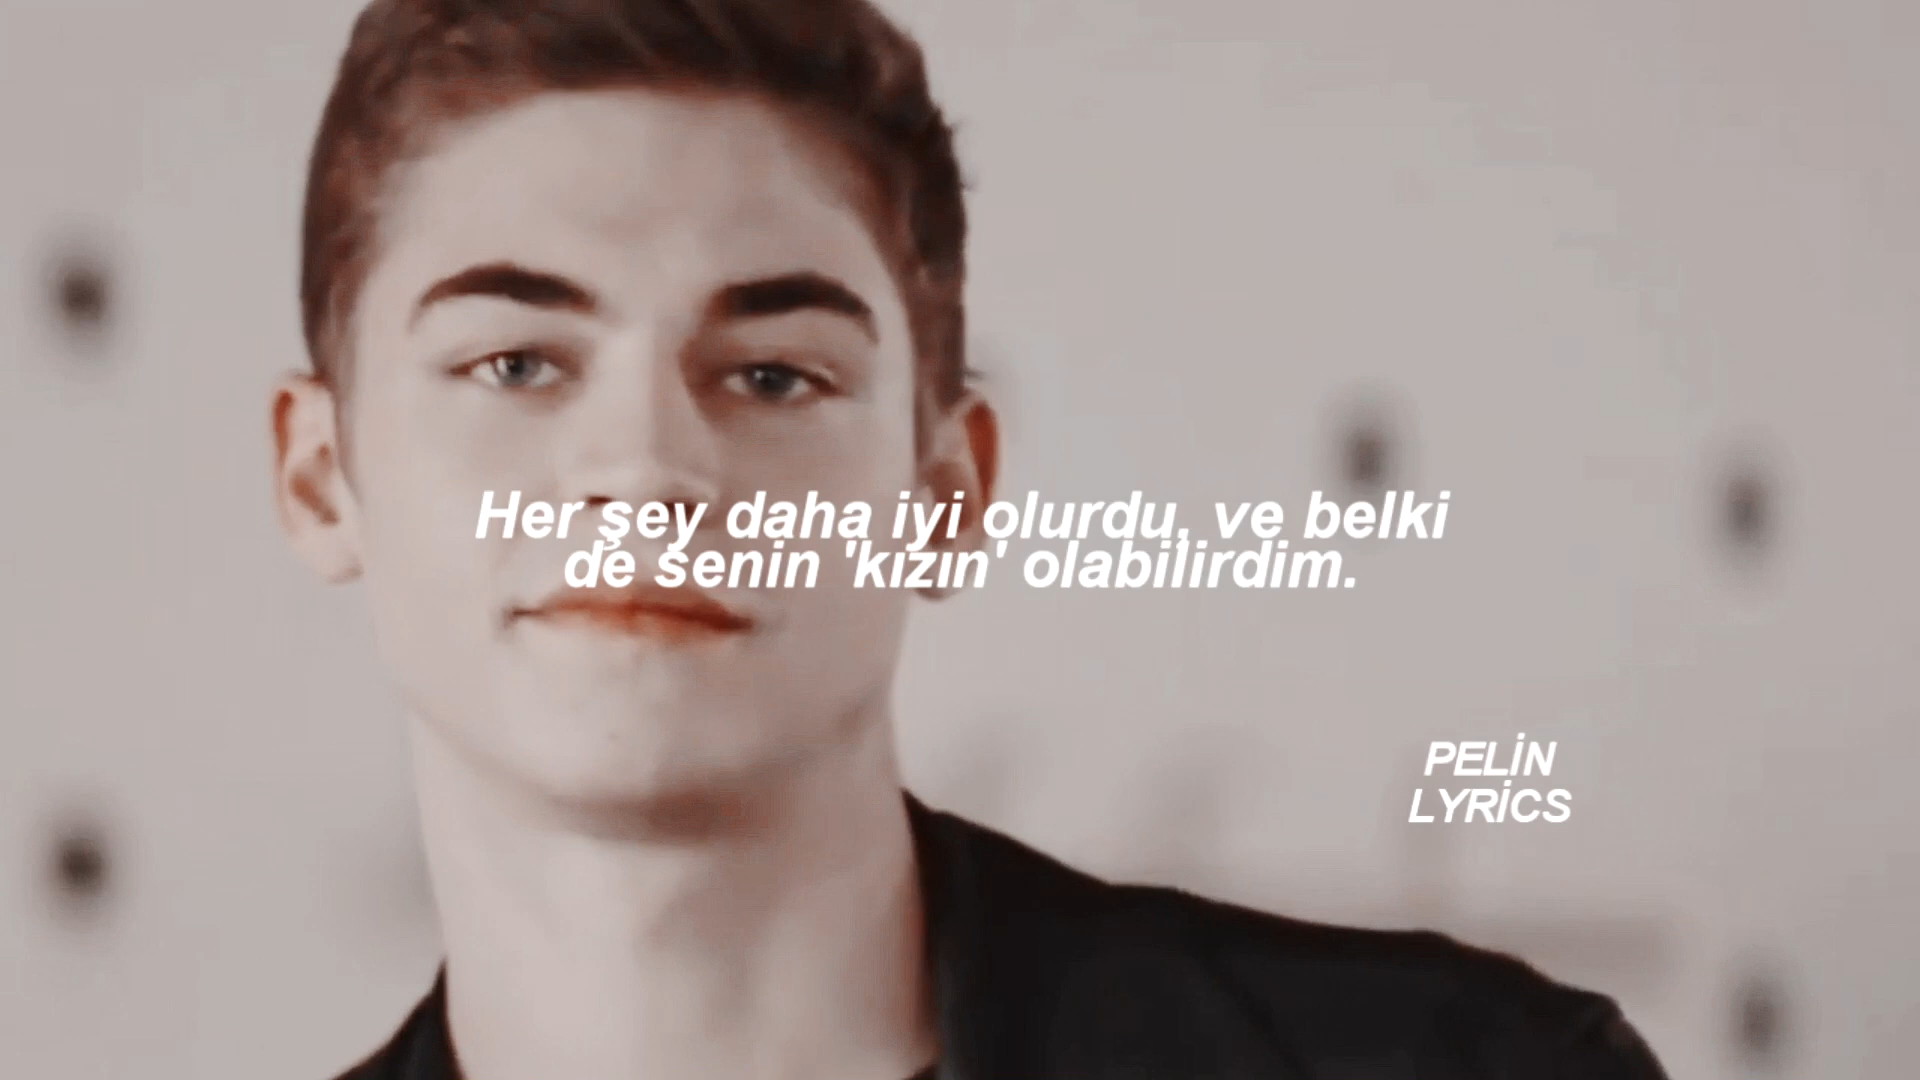 Her şey daha iyi olurdu, ve belki
de senin 'kızın' olabilirdim.
PELİN
LYRİCS